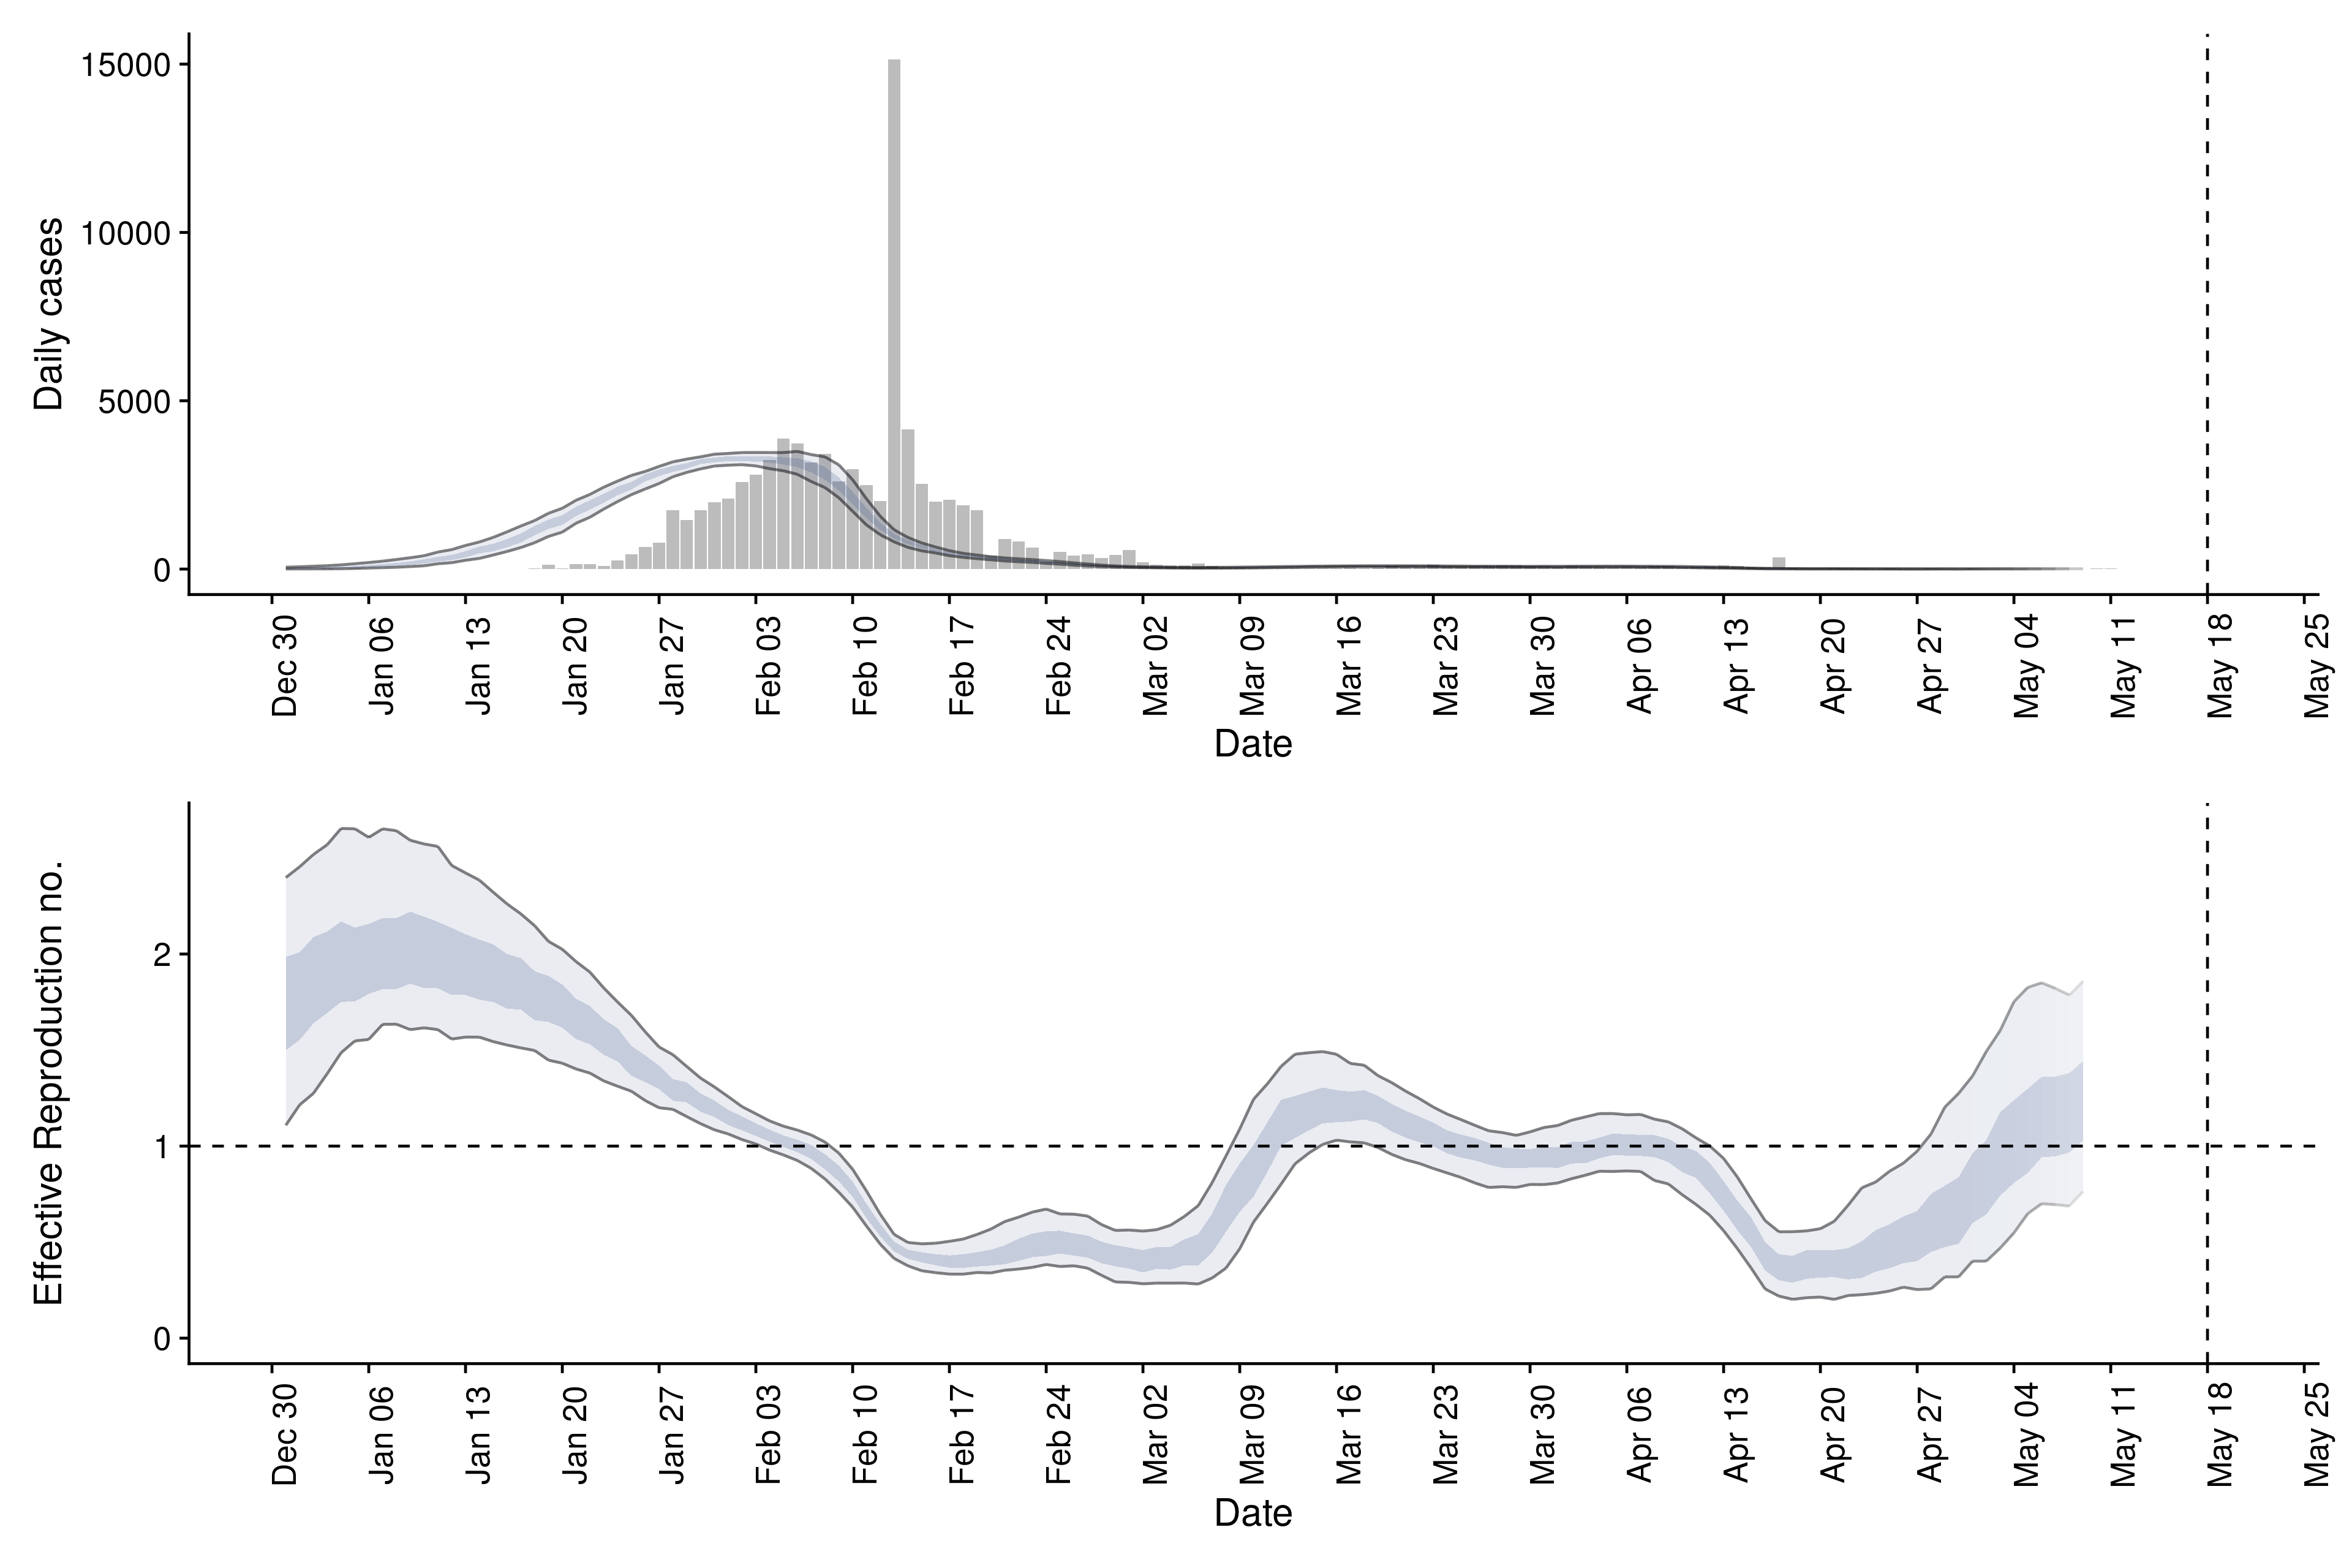 Daily cases
15000
10000
5000
0
Dec 30
Jan 06
Jan 13
Jan 20
Jan 27
Feb 03
Feb 10
Feb 17
Feb 24
Mar 02
Mar 09
Mar 16
Mar 23
Mar 30
Apr 06
Apr 13
Apr 20
Apr 27
May 04
May 11
May 18
May 25
Date
Effective Reproduction no.
2
1
0
Dec 30
Jan 06
Jan 13
Jan 20
Jan 27
Feb 03
Feb 10
Feb 17
Feb 24
Mar 02
Mar 09
Mar 16
Mar 23
Mar 30
Apr 06
Apr 13
Apr 20
Apr 27
May 04
May 11
May 18
May 25
Date